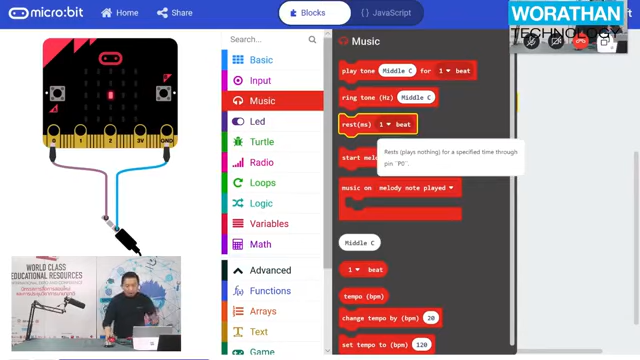 micro:bit
Home
Share
Blocks
{ } JavaScript
WORATHAN
TECHNOLOGY
Search...
Basic
Input
Music
Led
Turtle
Radio
Loops
Logic
Variables
Math
Advanced
Functions
Arrays
Text
Game
Music
play tone Middle C for 1 beat
ring tone (Hz) Middle C
rest(ms) 1 beat
Rests (plays nothing) for a specified time through
pin ``P0``.
start melo
music on melody note played
Middle C
1 beat
tempo (bpm)
change tempo by (bpm) 20
set tempo to (bpm) 120
0
1
2
3V
GND
WORLD CLASS
EDUCATIONAL
RESOURCES